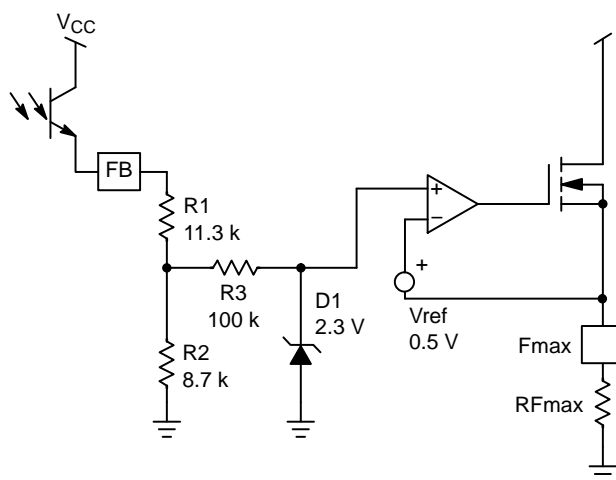 VCC
FB
R1
11.3 k
R3
100 k
R2
8.7 k
D1
2.3 V
+
−
+
Vref
0.5 V
Fmax
RFmax